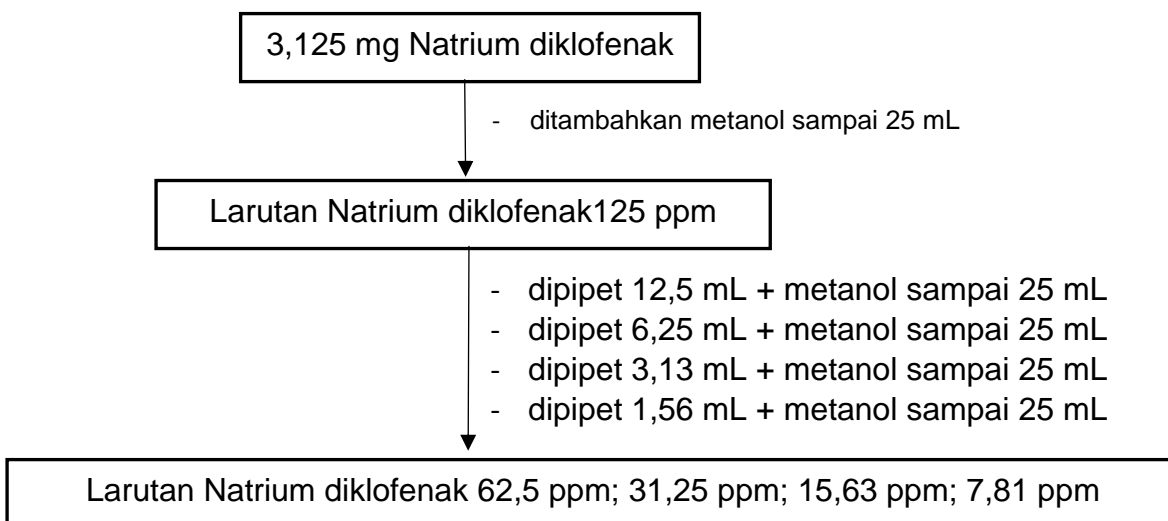 3,125 mg Natrium diklofenak
- ditambahkan metanol sampai 25 mL
Larutan Natrium diklofenak125 ppm
- dipipet 12,5 mL + metanol sampai 25 mL
- dipipet 6,25 mL + metanol sampai 25 mL
- dipipet 3,13 mL + metanol sampai 25 mL
- dipipet 1,56 mL + metanol sampai 25 mL
Larutan Natrium diklofenak 62,5 ppm; 31,25 ppm; 15,63 ppm; 7,81 ppm